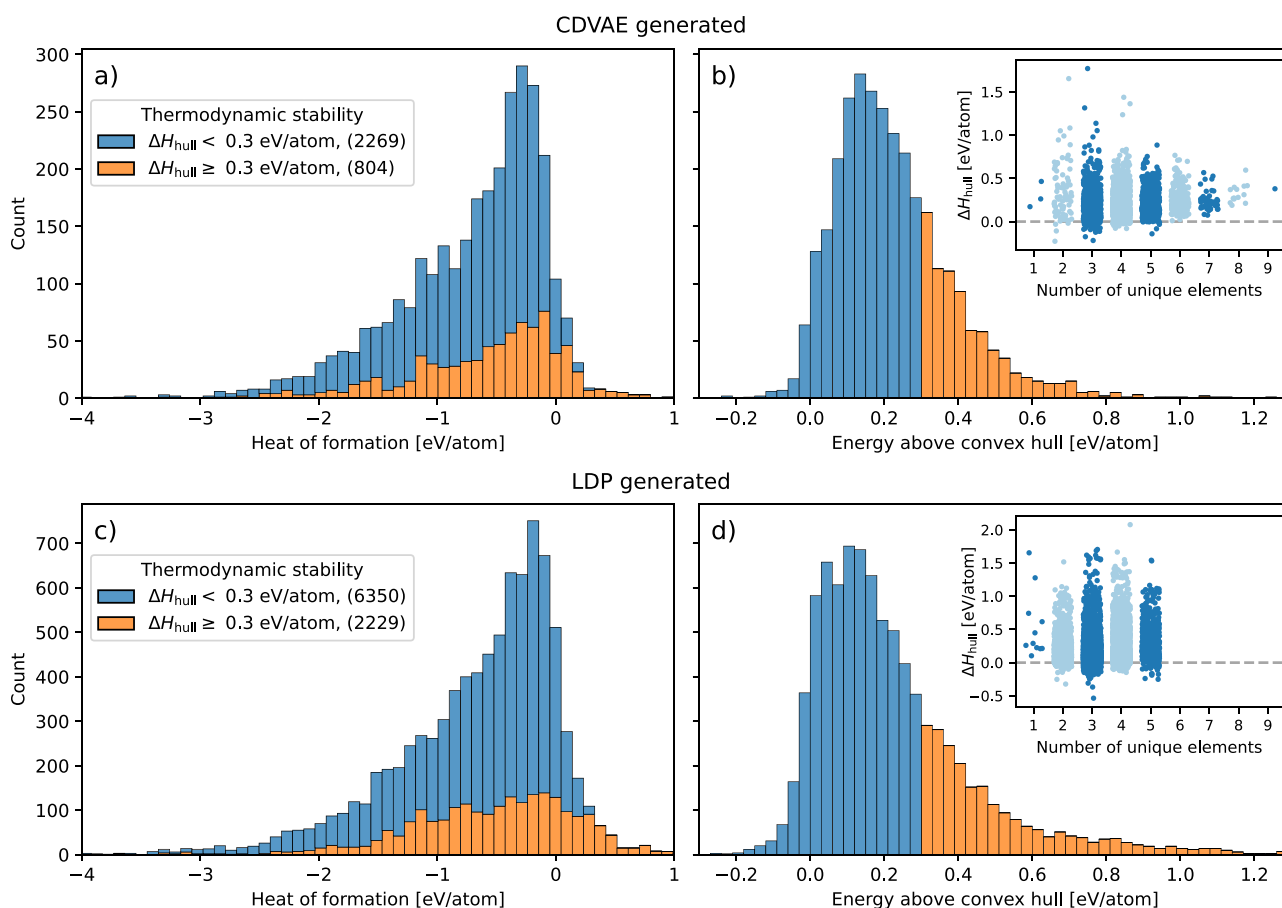 CDVAE generated
a)
Thermodynamic stability
ΔHhull < 0.3 eV/atom, (2269)
ΔHhull ≥ 0.3 eV/atom, (804)
Count
300
250
200
150
100
50
0
−4 −3 −2 −1 0 1
Heat of formation [eV/atom]
b)
ΔHhull [eV/atom]
1.5
1.0
0.5
0.0
1 2 3 4 5 6 7 8 9
Number of unique elements
−0.2 0.0 0.2 0.4 0.6 0.8 1.0 1.2
Energy above convex hull [eV/atom]
LDP generated
c)
Thermodynamic stability
ΔHhull < 0.3 eV/atom, (6350)
ΔHhull ≥ 0.3 eV/atom, (2229)
Count
700
600
500
400
300
200
100
0
−4 −3 −2 −1 0 1
Heat of formation [eV/atom]
d)
ΔHhull [eV/atom]
2.0
1.5
1.0
0.5
0.0
−0.5
1 2 3 4 5 6 7 8 9
Number of unique elements
−0.2 0.0 0.2 0.4 0.6 0.8 1.0 1.2
Energy above convex hull [eV/atom]